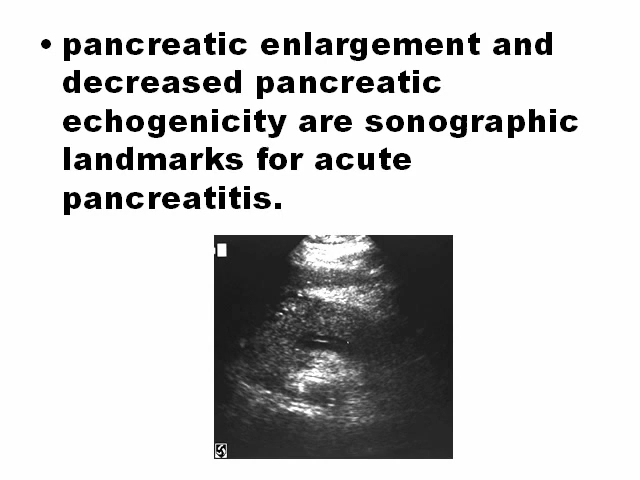 • pancreatic enlargement and
decreased pancreatic
echogenicity are sonographic
landmarks for acute
pancreatitis.